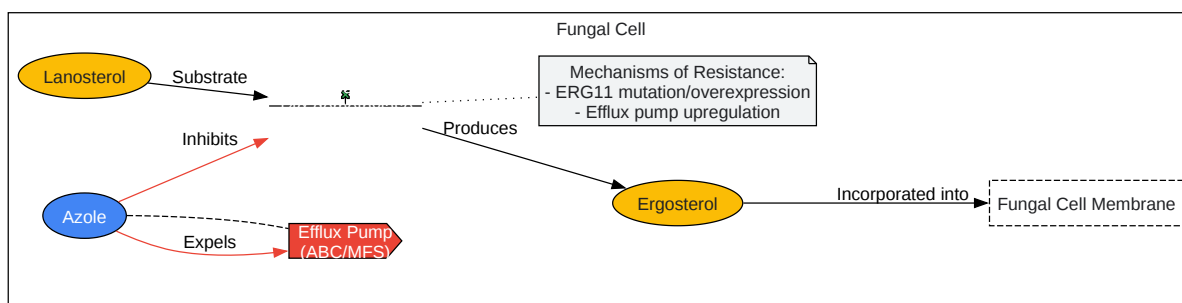 Fungal Cell
Lanosterol
Substrate
Mechanisms of Resistance:
- ERG11 mutation/overexpression
- Efflux pump upregulation
Produces
Inhibits
Azole
Ergosterol
Incorporated into
Fungal Cell Membrane
Expels
Efflux Pump
(ABC/MFS)